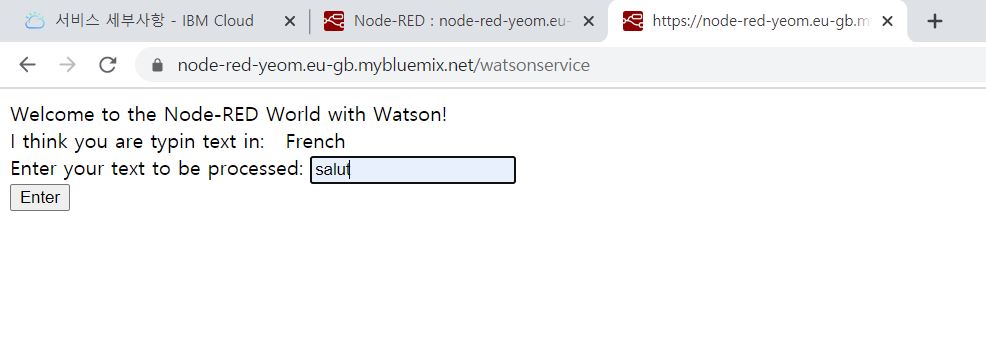 서비스 세부사항 - IBM Cloud
Node-RED : node-red-yeom.eu-
https://node-red-yeom.eu-gb.m
node-red-yeom.eu-gb.mybluemix.net/watsonservice
Welcome to the Node-RED World with Watson!
I think you are typin text in: French
Enter your text to be processed: salut
Enter